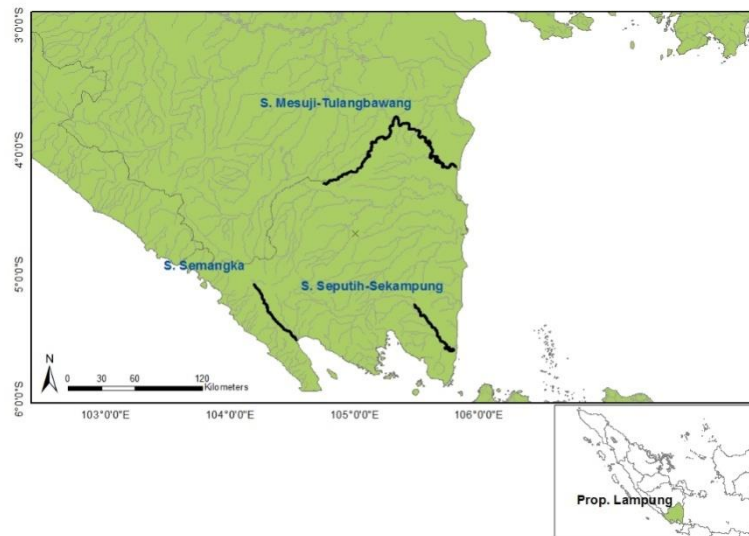 3°0'0"S
4°0'0"S
5°0'0"S
6°0'0"S
S. Mesuji-Tulangbawang
S. Semangka
S. Seputih-Sekampung
N
0 30 60 120
Kilometers
103°0'0"E 104°0'0"E 105°0'0"E 106°0'0"E
Prop. Lampung